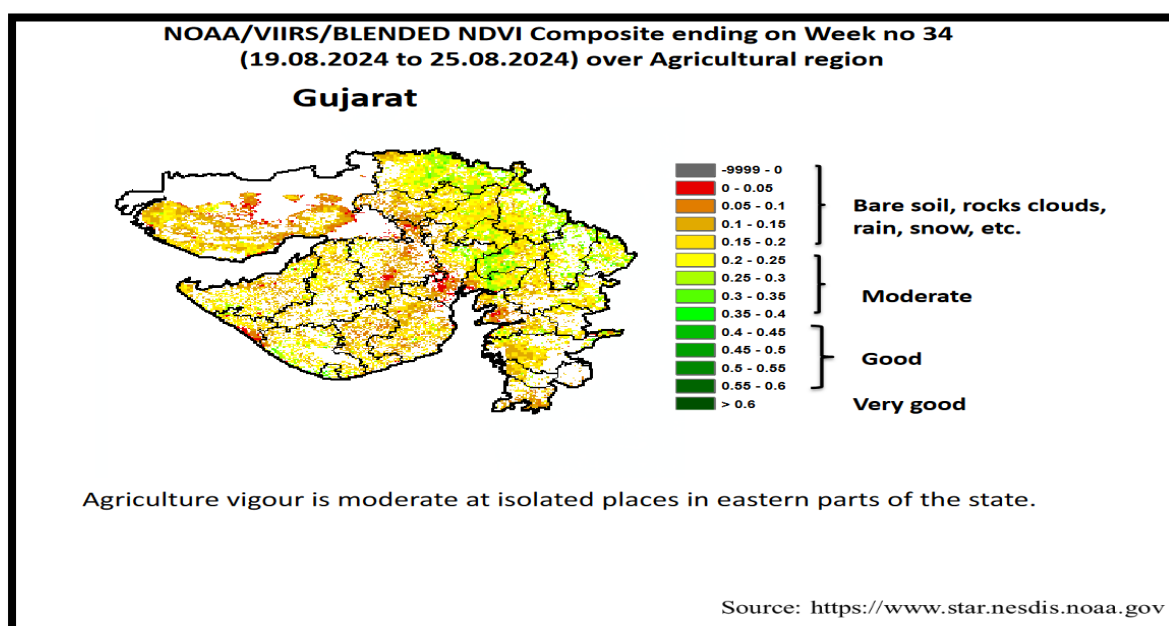 NOAA/VIIRS/BLENDED NDVI Composite ending on Week no 34
(19.08.2024 to 25.08.2024) over Agricultural region
Gujarat
-9999 - 0
0 - 0.05
0.05 - 0.1
0.1 - 0.15
0.15 - 0.2
0.2 - 0.25
0.25 - 0.3
0.3 - 0.35
0.35 - 0.4
0.4 - 0.45
0.45 - 0.5
0.5 - 0.55
0.55 - 0.6
> 0.6
Bare soil, rocks clouds,
rain, snow, etc.
Moderate
Good
Very good
Agriculture vigour is moderate at isolated places in eastern parts of the state.
Source: https://www.star.nesdis.noaa.gov